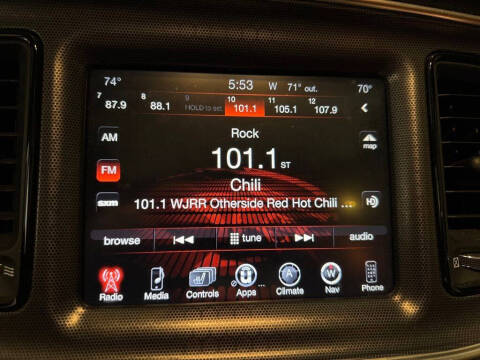 74° 5:53 W 71° out. 70°
7 87.9 8 88.1 9 HOLD to set 10 101.1 11 105.1 12 107.9
AM
Rock
map
FM
101.1 ST
Chili
sxm
101.1 WJRR Otherside Red Hot Chili ...
HD
browse tune audio
Radio Media Controls Apps ... Climate Nav Phone